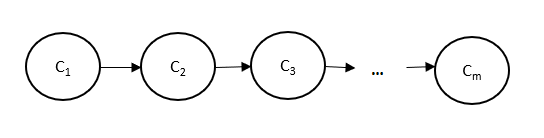 C₁ C₂ C₃ ... Cₘ